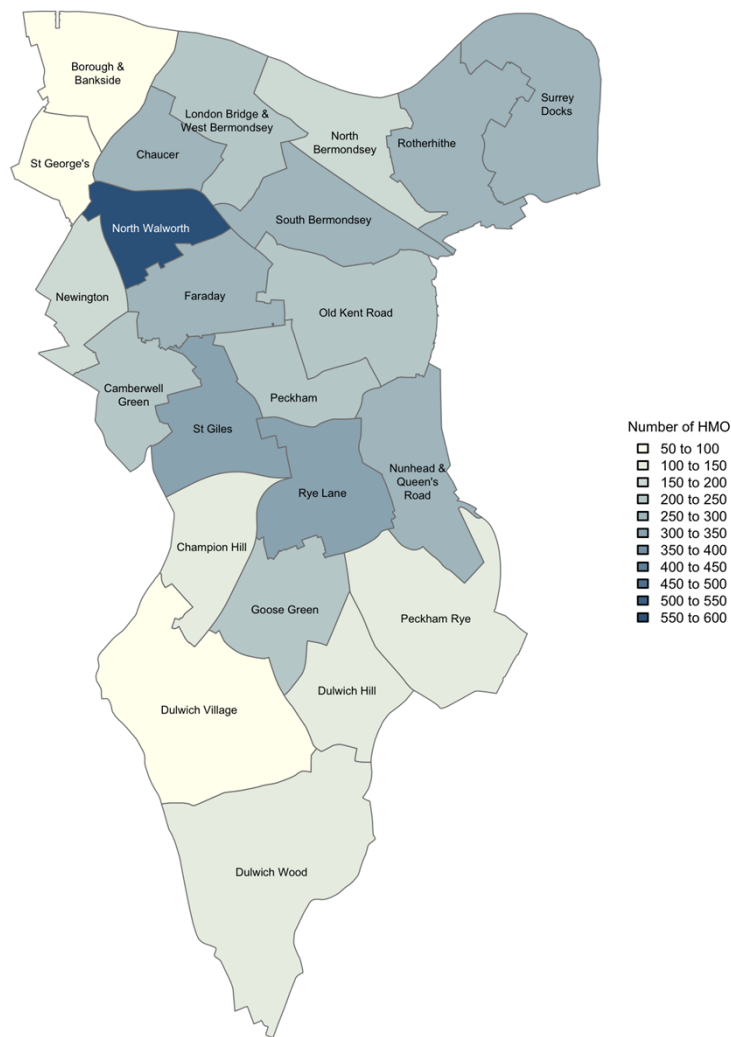 Borough &
Bankside
London Bridge &
West Bermondsey
Surrey
Docks
North
Bermondsey
Rotherhithe
Chaucer
St George's
South Bermondsey
North Walworth
Newington
Faraday
Old Kent Road
Camberwell
Green
Peckham
St Giles
Number of HMO
50 to 100
100 to 150
150 to 200
200 to 250
250 to 300
300 to 350
350 to 400
400 to 450
450 to 500
500 to 550
550 to 600
Nunhead &
Queen's
Road
Rye Lane
Champion Hill
Goose Green
Peckham Rye
Dulwich Hill
Dulwich Village
Dulwich Wood